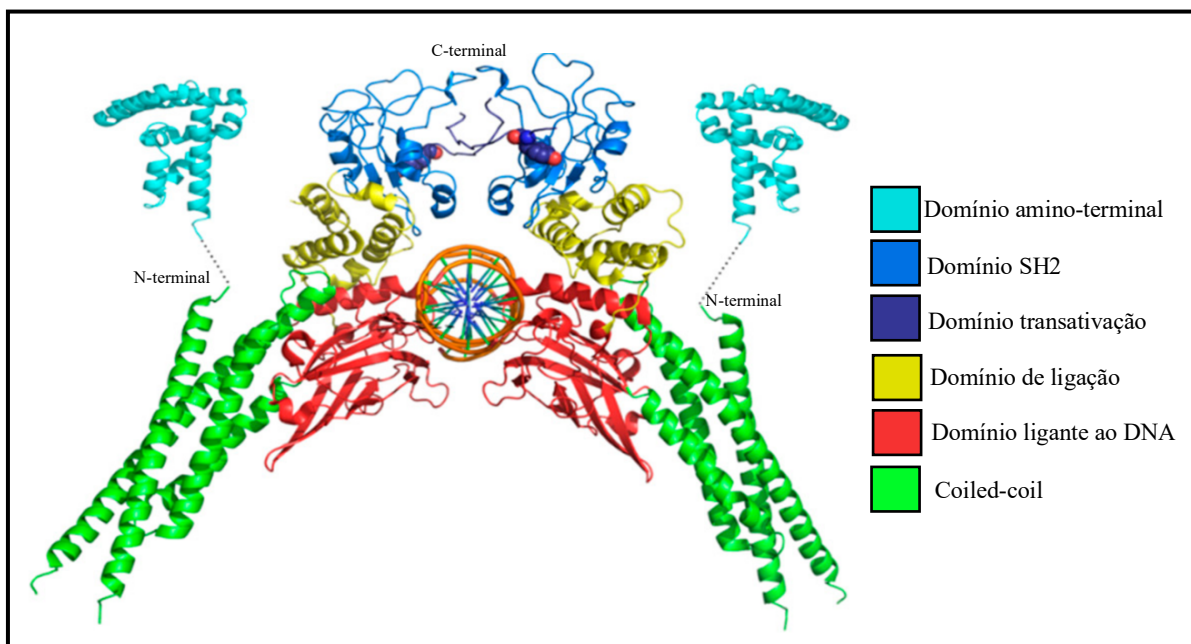 C-terminal
N-terminal
N-terminal
Domínio amino-terminal
Domínio SH2
Domínio transativação
Domínio de ligação
Domínio ligante ao DNA
Coiled-coil